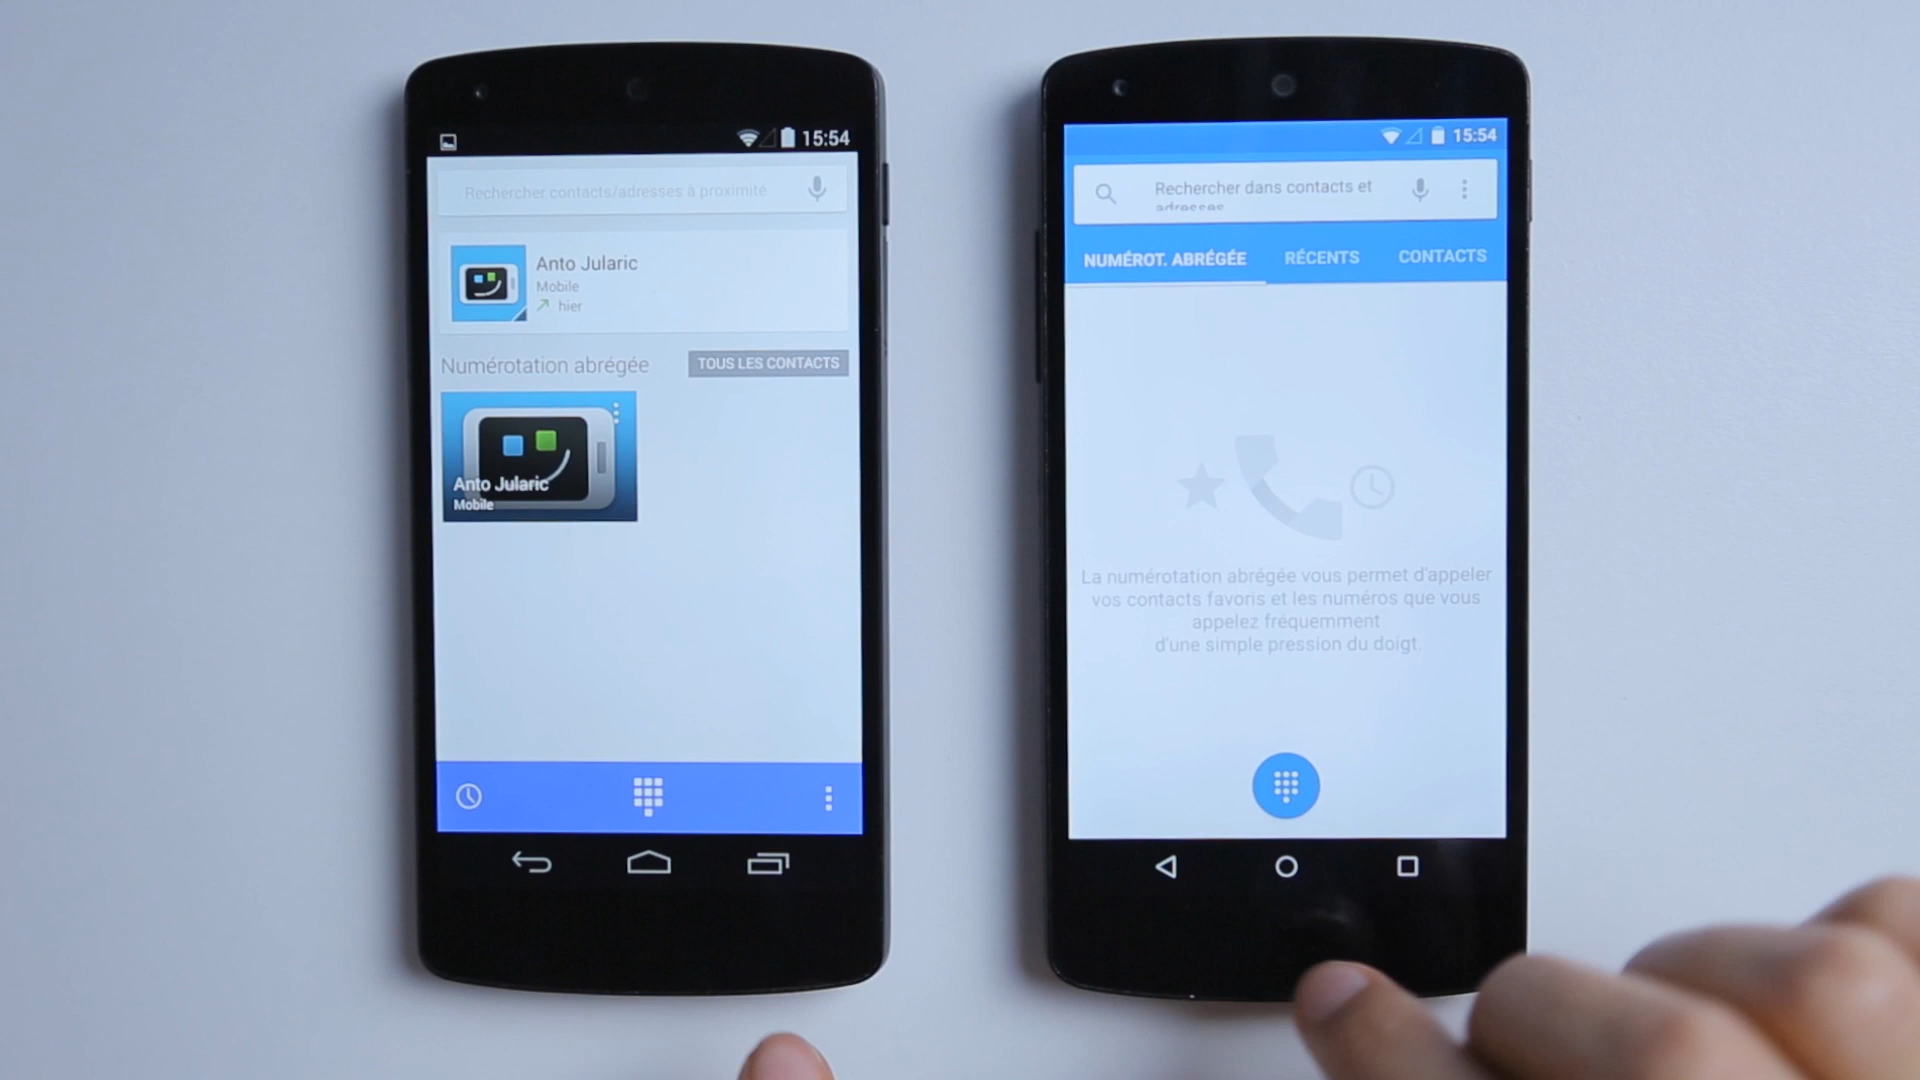 15:54
Rechercher contacts/adresses à proximité
Anto Jularic
Mobile
hier
Numérotation abrégée
TOUS LES CONTACTS
Anto Jularic
Mobile
15:54
Rechercher dans contacts et
adresses
NUMÉROT. ABRÉGÉE
RÉCENTS
CONTACTS
La numérotation abrégée vous permet d'appeler
vos contacts favoris et les numéros que vous
appelez fréquemment
d'une simple pression du doigt.